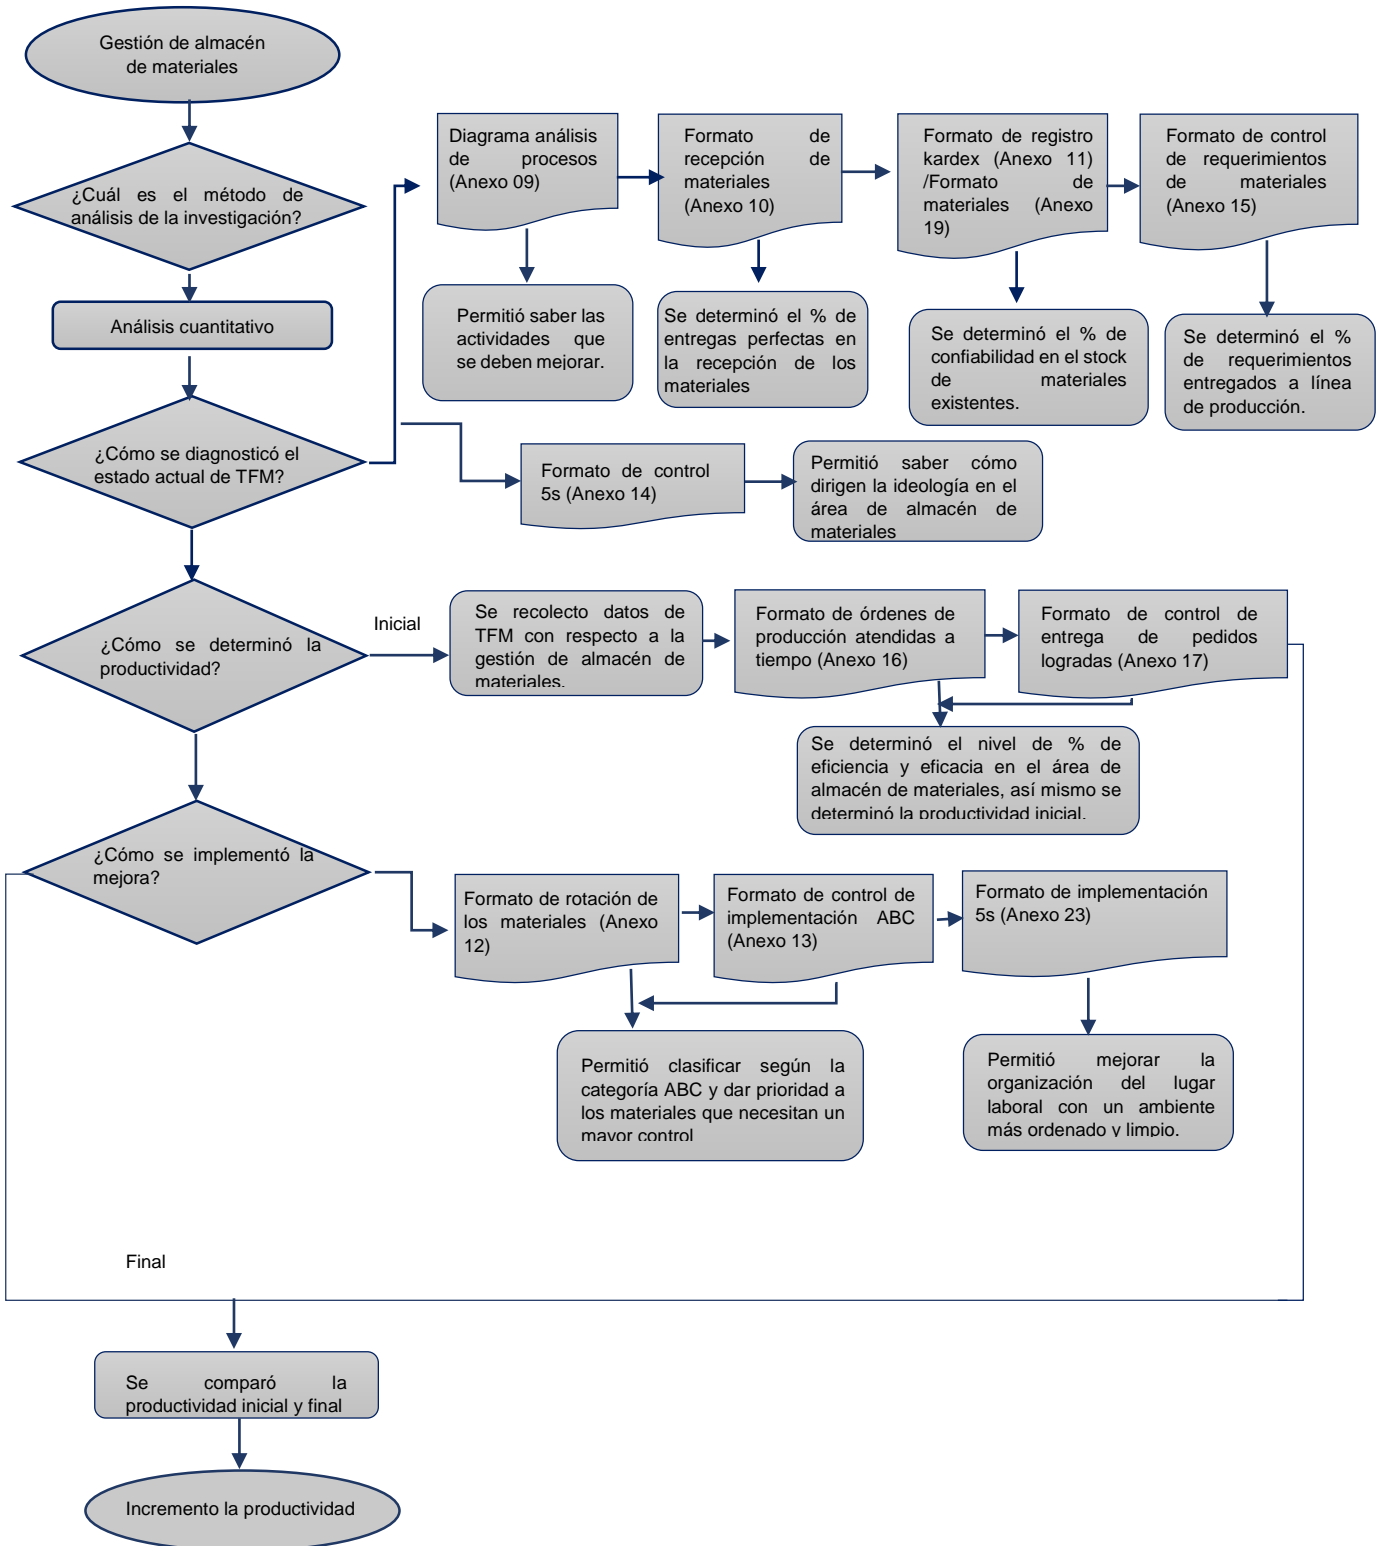 Gestión de almacén
de materiales
¿Cuál es el método de
análisis de la investigación?
Análisis cuantitativo
¿Cómo se diagnosticó el
estado actual de TFM?
Diagrama análisis
de procesos
(Anexo 09)
Formato de
recepción de
materiales
(Anexo 10)
Formato de registro
kardex (Anexo 11)
/Formato de
materiales (Anexo
19)
Formato de control
de requerimientos
de materiales
(Anexo 15)
Permitió saber las
actividades que
se deben mejorar.
Se determinó el % de
entregas perfectas en
la recepción de los
materiales
Se determinó el % de
confiabilidad en el stock
de materiales
existentes.
Se determinó el %
de requerimientos
entregados a línea
de producción.
Formato de control
5s (Anexo 14)
Permitió saber cómo
dirigen la ideología en el
área de almacén de
materiales
¿Cómo se determinó la
productividad?
Inicial
Se recolecto datos de
TFM con respecto a la
gestión de almacén de
materiales.
Formato de órdenes de
producción atendidas a
tiempo (Anexo 16)
Formato de control de
entrega de pedidos
logradas (Anexo 17)
Se determinó el nivel de % de
eficiencia y eficacia en el área de
almacén de materiales, así mismo se
determinó la productividad inicial.
¿Cómo se implementó la
mejora?
Formato de rotación de
los materiales (Anexo
12)
Formato de control de
implementación ABC
(Anexo 13)
Formato de implementación
5s (Anexo 23)
Permitió clasificar según la
categoría ABC y dar prioridad a
los materiales que necesitan un
mayor control
Permitió mejorar la
organización del lugar
laboral con un ambiente
más ordenado y limpio.
Final
Se comparó la
productividad inicial y final
Incremento la productividad